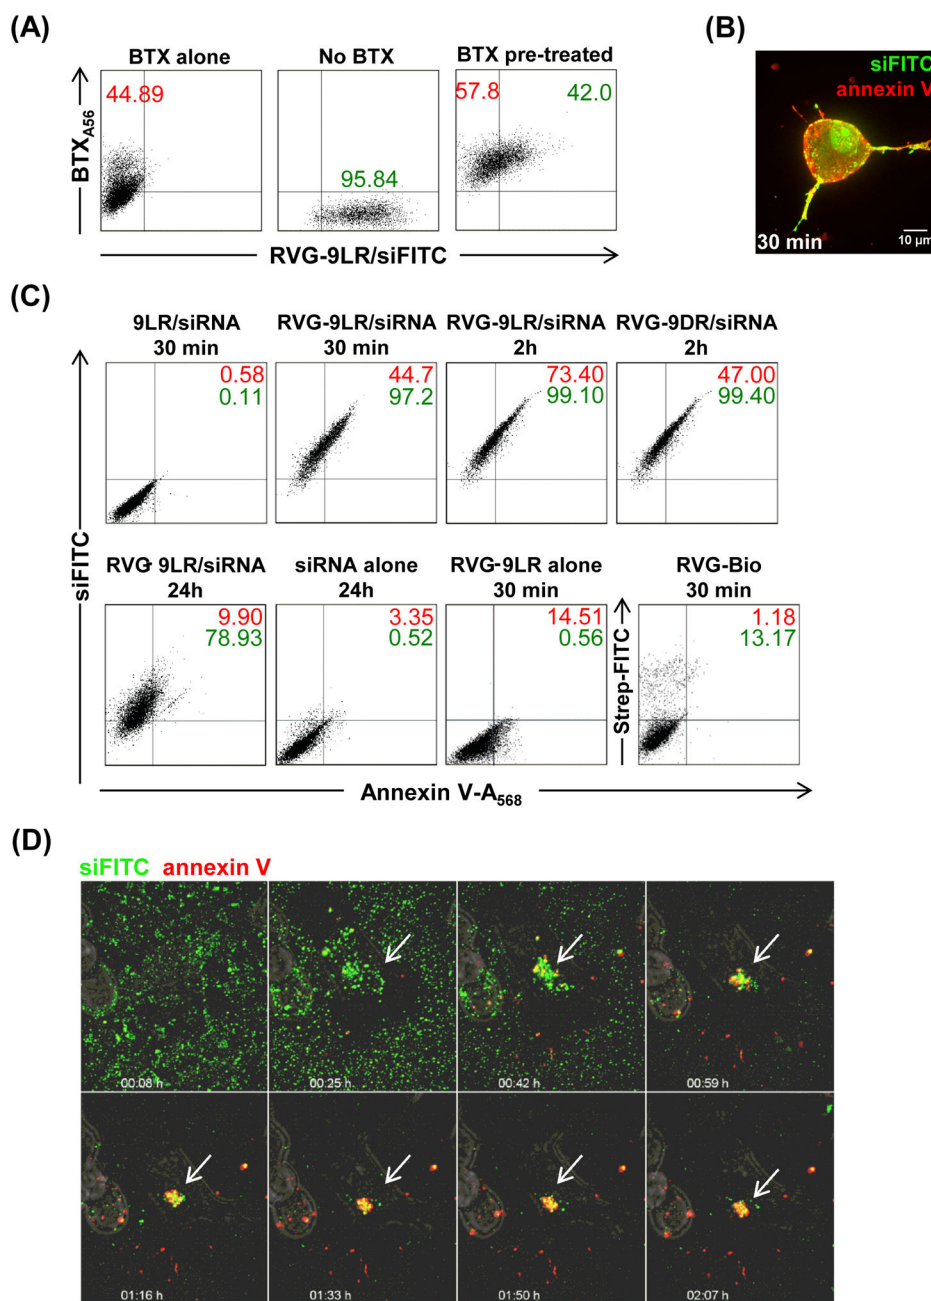 (A)
BTX alone
No BTX
BTX pre-treated
44.89
95.84
57.8
42.0
BTXA56
RVG-9LR/siFITC
(B)
siFITC
annexin V
30 min
10 µm
(C)
9LR/siRNA
30 min
RVG-9LR/siRNA
30 min
RVG-9LR/siRNA
2h
RVG-9DR/siRNA
2h
0.58
0.11
44.7
97.2
73.40
99.10
47.00
99.40
siFITC
RVG-9LR/siRNA
24h
siRNA alone
24h
RVG-9LR alone
30 min
RVG-Bio
30 min
9.90
78.93
3.35
0.52
14.51
0.56
1.18
13.17
Strep-FITC
Annexin V-A568
(D)
siFITC annexin V
00:08 h
00:25 h
00:42 h
00:59 h
01:16 h
01:33 h
01:50 h
02:07 h